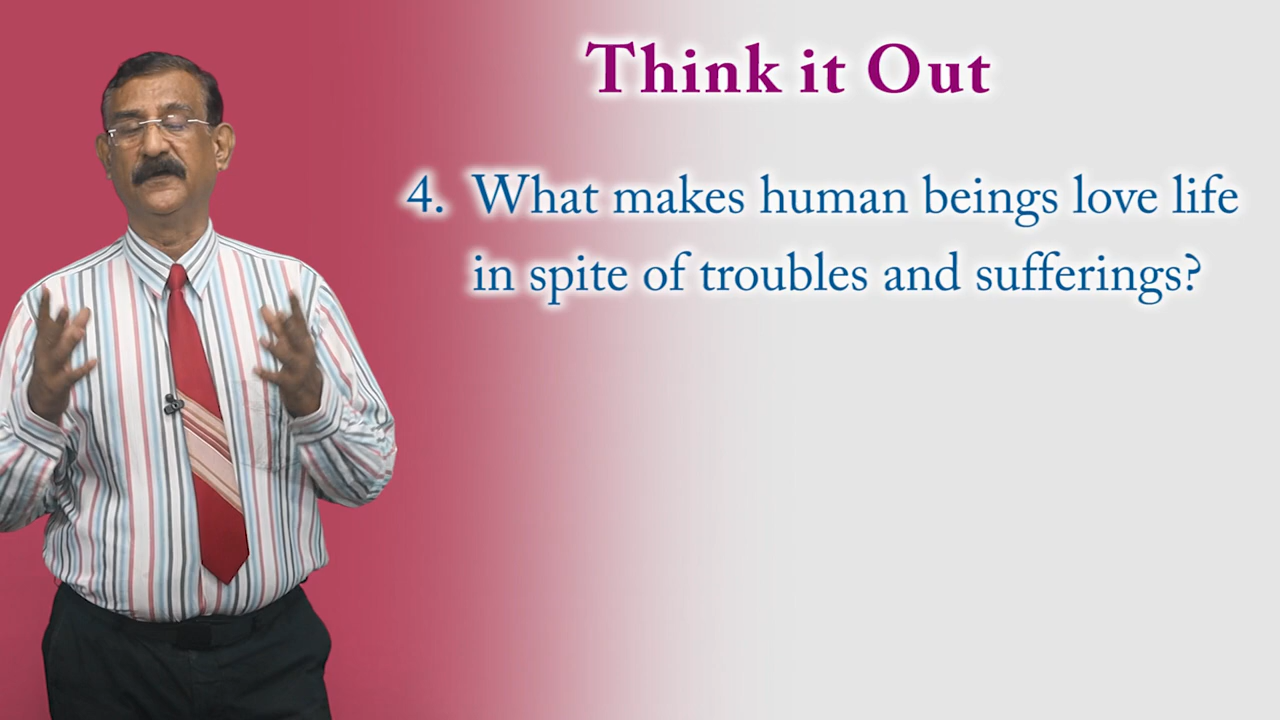 Think it Out
4. What makes human beings love life
in spite of troubles and sufferings?